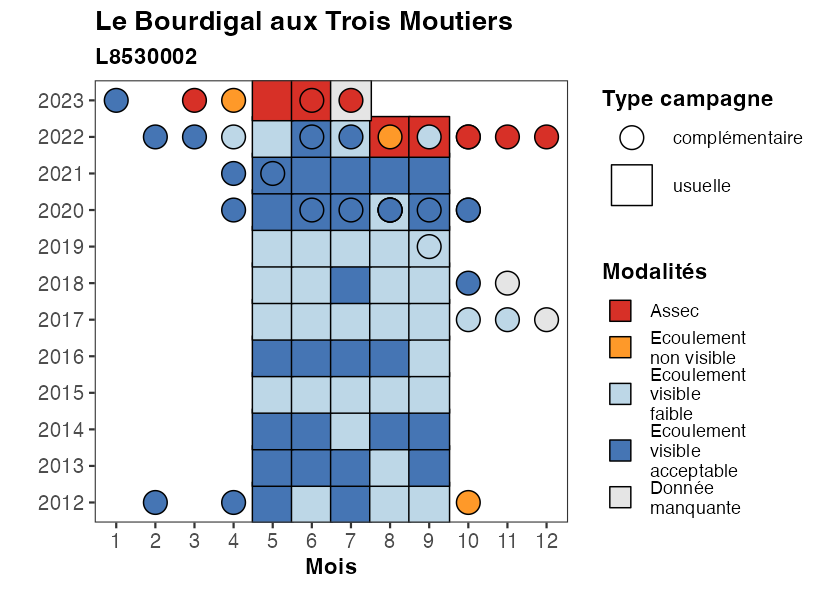 Le Bourdigal aux Trois Moutiers
L8530002
2023
2022
2021
2020
2019
2018
2017
2016
2015
2014
2013
2012
1 2 3 4 5 6 7 8 9 10 11 12
Mois
Type campagne
complémentaire
usuelle
Modalités
Assec
Ecoulement
non visible
Ecoulement
visible
faible
Ecoulement
visible
acceptable
Donnée
manquante